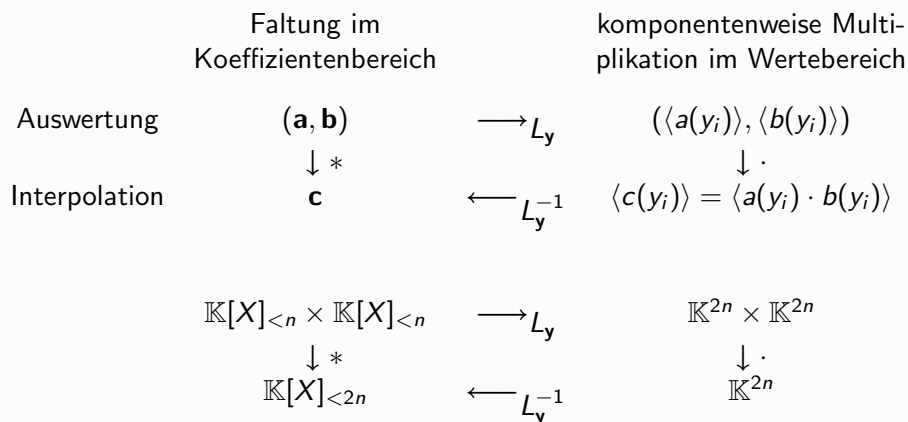 Faltung im komponentenweise Multi-
Koeffizientenbereich plikation im Wertebereich
Auswertung (𝐚, 𝐛) ⟶ L_𝐲 (⟨a(y_i)⟩, ⟨b(y_i)⟩)
↓ * ↓ ·
Interpolation 𝐜 ⟵ L_𝐲^{-1} ⟨c(y_i)⟩ = ⟨a(y_i) · b(y_i)⟩
𝕂[X]_{<n} × 𝕂[X]_{<n} ⟶ L_𝐲 𝕂^{2n} × 𝕂^{2n}
↓ * ↓ ·
𝕂[X]_{<2n} ⟵ L_𝐲^{-1} 𝕂^{2n}